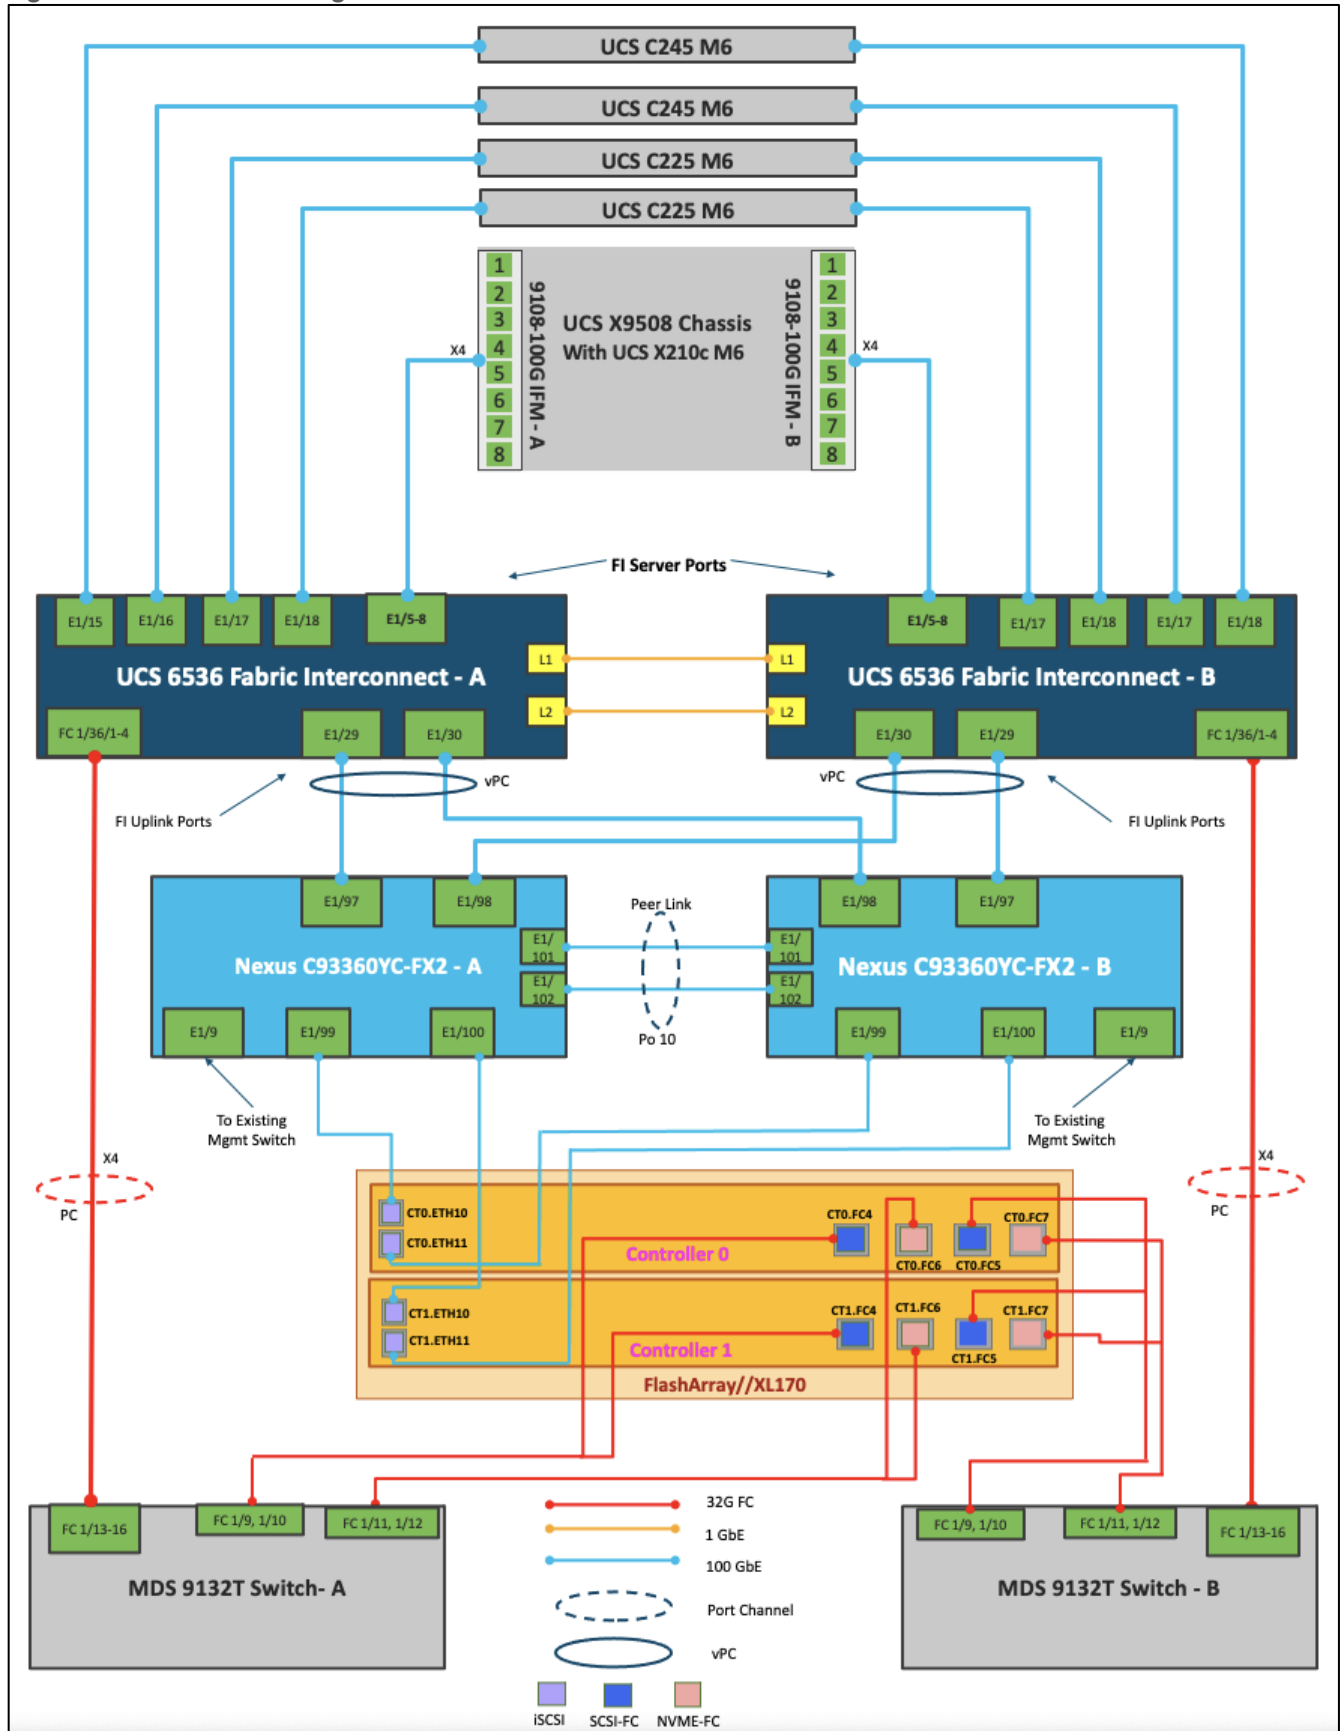 UCS C245 M6
UCS C245 M6
UCS C225 M6
UCS C225 M6
1
2
3
4
5
6
7
8
9108-100G IFM - A
UCS X9508 Chassis
With UCS X210c M6
9108-100G IFM - B
1
2
3
4
5
6
7
8
X4
X4
FI Server Ports
E1/15
E1/16
E1/17
E1/18
E1/5-8
E1/5-8
E1/17
E1/18
E1/17
E1/18
L1
L1
UCS 6536 Fabric Interconnect - A
UCS 6536 Fabric Interconnect - B
L2
L2
FC 1/36/1-4
E1/29
E1/30
E1/30
E1/29
FC 1/36/1-4
vPC
vPC
FI Uplink Ports
FI Uplink Ports
E1/97
E1/98
E1/98
E1/97
Peer Link
E1/
101
E1/
101
Nexus C93360YC-FX2 - A
Nexus C93360YC-FX2 - B
E1/
102
E1/
102
Po 10
E1/9
E1/99
E1/100
E1/99
E1/100
E1/9
To Existing
Mgmt Switch
To Existing
Mgmt Switch
X4
PC
X4
PC
CT0.ETH10
CT0.ETH11
Controller 0
CT0.FC4
CT0.FC6
CT0.FC5
CT0.FC7
CT1.ETH10
CT1.ETH11
Controller 1
CT1.FC4
CT1.FC6
CT1.FC5
CT1.FC7
FlashArray//XL170
FC 1/13-16
FC 1/9, 1/10
FC 1/11, 1/12
MDS 9132T Switch- A
FC 1/9, 1/10
FC 1/11, 1/12
FC 1/13-16
MDS 9132T Switch - B
32G FC
1 GbE
100 GbE
Port Channel
vPC
iSCSI
SCSI-FC
NVME-FC